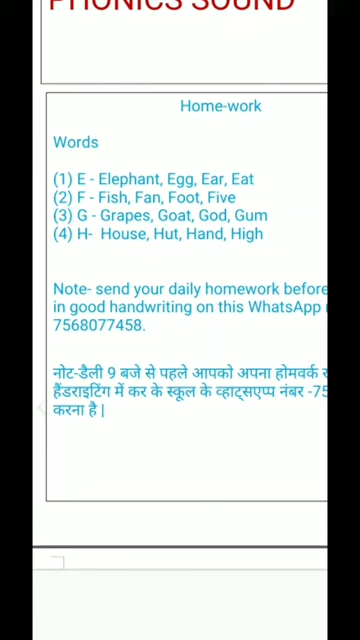 PHONICS SOUND
Home-work
Words
(1) E - Elephant, Egg, Ear, Eat
(2) F - Fish, Fan, Foot, Five
(3) G - Grapes, Goat, God, Gum
(4) H- House, Hut, Hand, High
Note- send your daily homework before
in good handwriting on this WhatsApp
7568077458.
नोट-डैली 9 बजे से पहले आपको अपना होमवर्क
हैंडराइटिंग में कर के स्कूल के व्हाट्सएप्प नंबर -75
करना है |